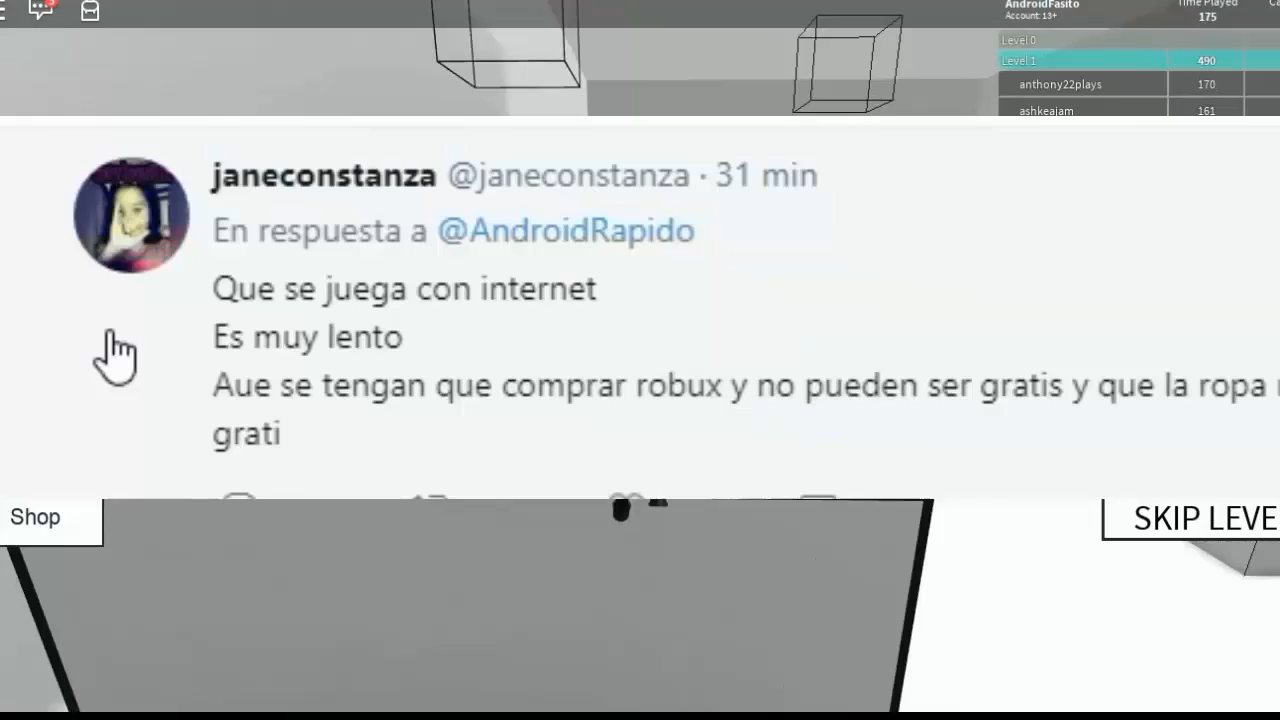 AndroidFasito
Account: 13+
Time Played
175
Level 0
Level 1 490
anthony22plays 170
ashkeajam 161
janeconstanza @janeconstanza · 31 min
En respuesta a @AndroidRapido
Que se juega con internet
Es muy lento
Aue se tengan que comprar robux y no pueden ser gratis y que la ropa
grati
Shop
SKIP LEVE